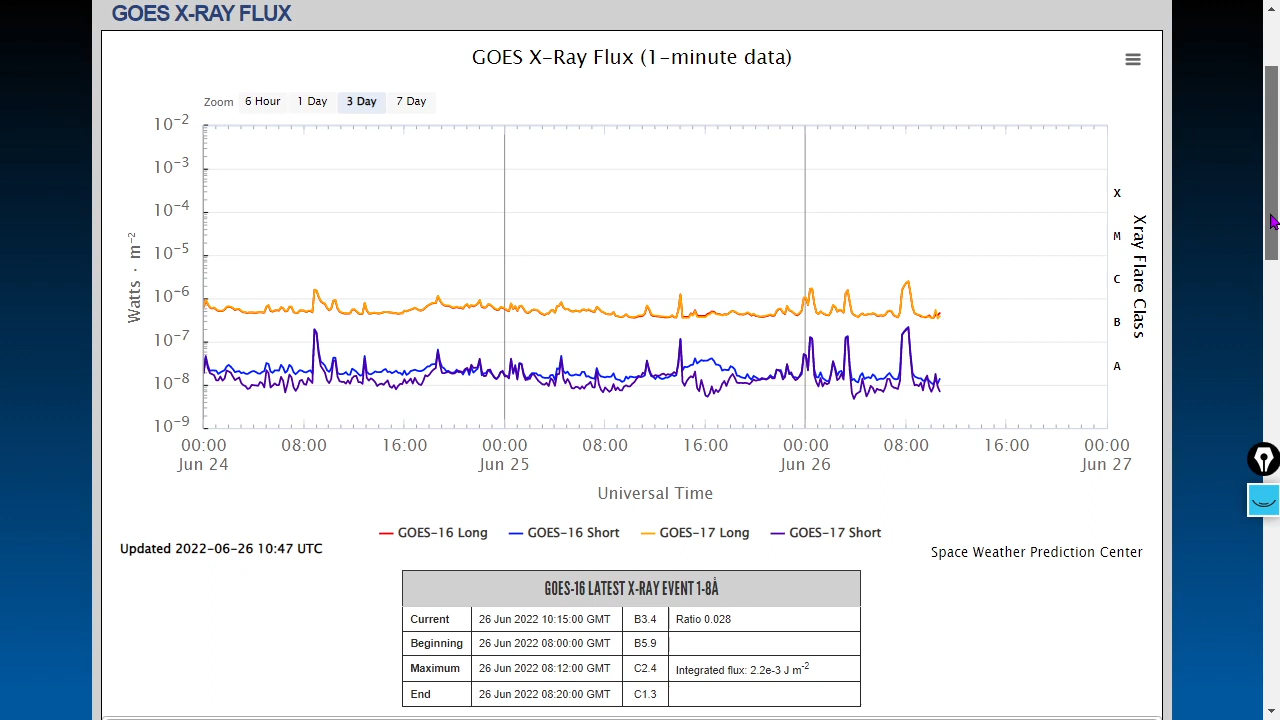 GOES X-RAY FLUX
GOES X-Ray Flux (1-minute data)
Zoom 6 Hour 1 Day 3 Day 7 Day
10-2
10-3
10-4
10-5
10-6
10-7
10-8
10-9
Watts · m-2
X
M
C
B
A
Xray Flare Class
00:00 08:00 16:00 00:00 08:00 16:00 00:00 08:00 16:00 00:00
Jun 24 Jun 25 Jun 26 Jun 27
Universal Time
GOES-16 Long GOES-16 Short GOES-17 Long GOES-17 Short
Updated 2022-06-26 10:47 UTC
Space Weather Prediction Center
GOES-16 LATEST X-RAY EVENT 1-8Å
Current 26 Jun 2022 10:15:00 GMT B3.4 Ratio 0.028
Beginning 26 Jun 2022 08:00:00 GMT B5.9
Maximum 26 Jun 2022 08:12:00 GMT C2.4 Integrated flux: 2.2e-3 J m-2
End 26 Jun 2022 08:20:00 GMT C1.3